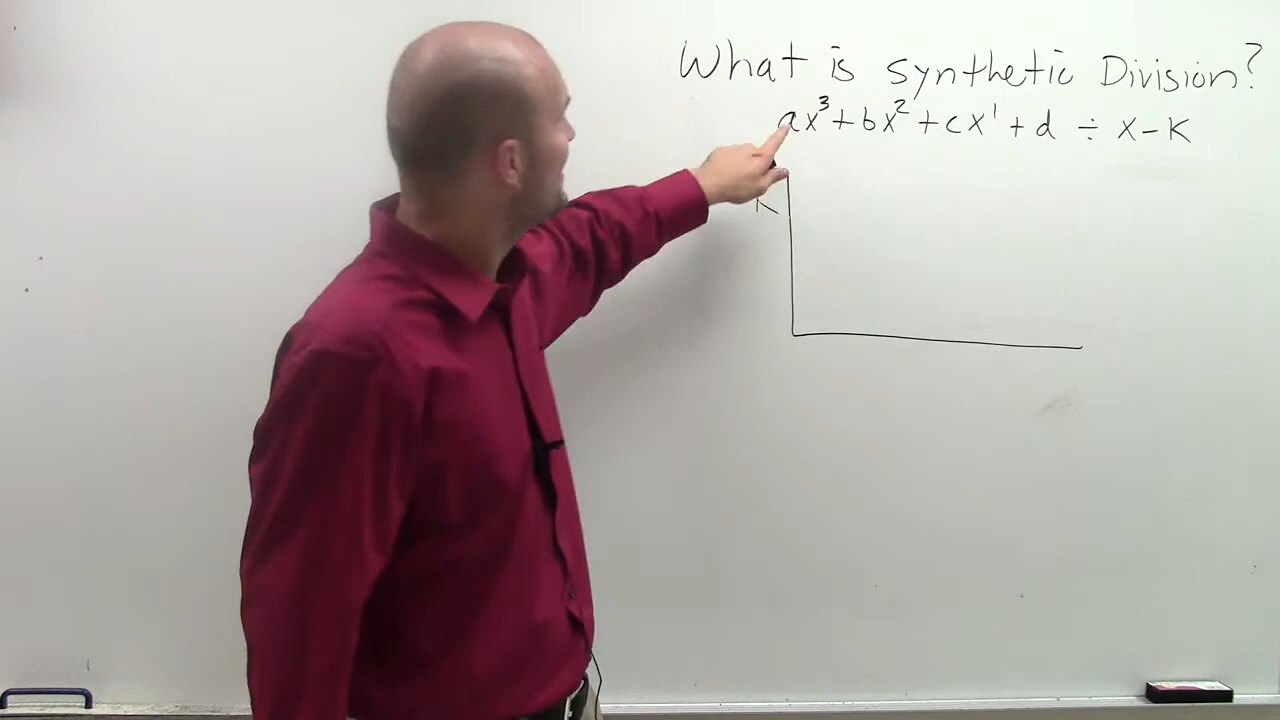 What is synthetic Division?
ax³ + bx² + cx¹ + d ÷ x - K
K